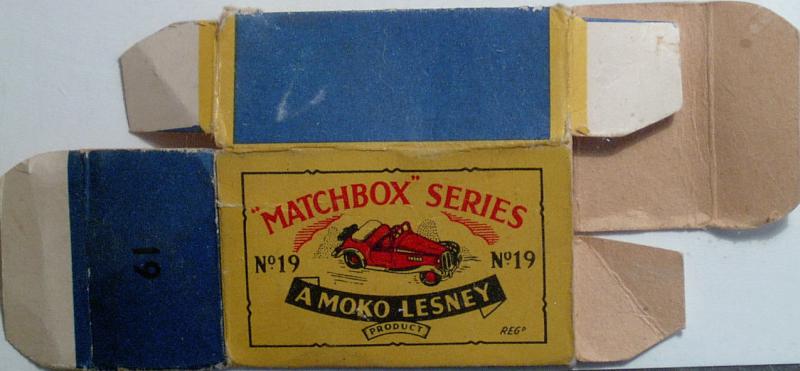 "MATCHBOX" SERIES
Nº19
Nº19
A MOKO LESNEY
PRODUCT
REGD
19